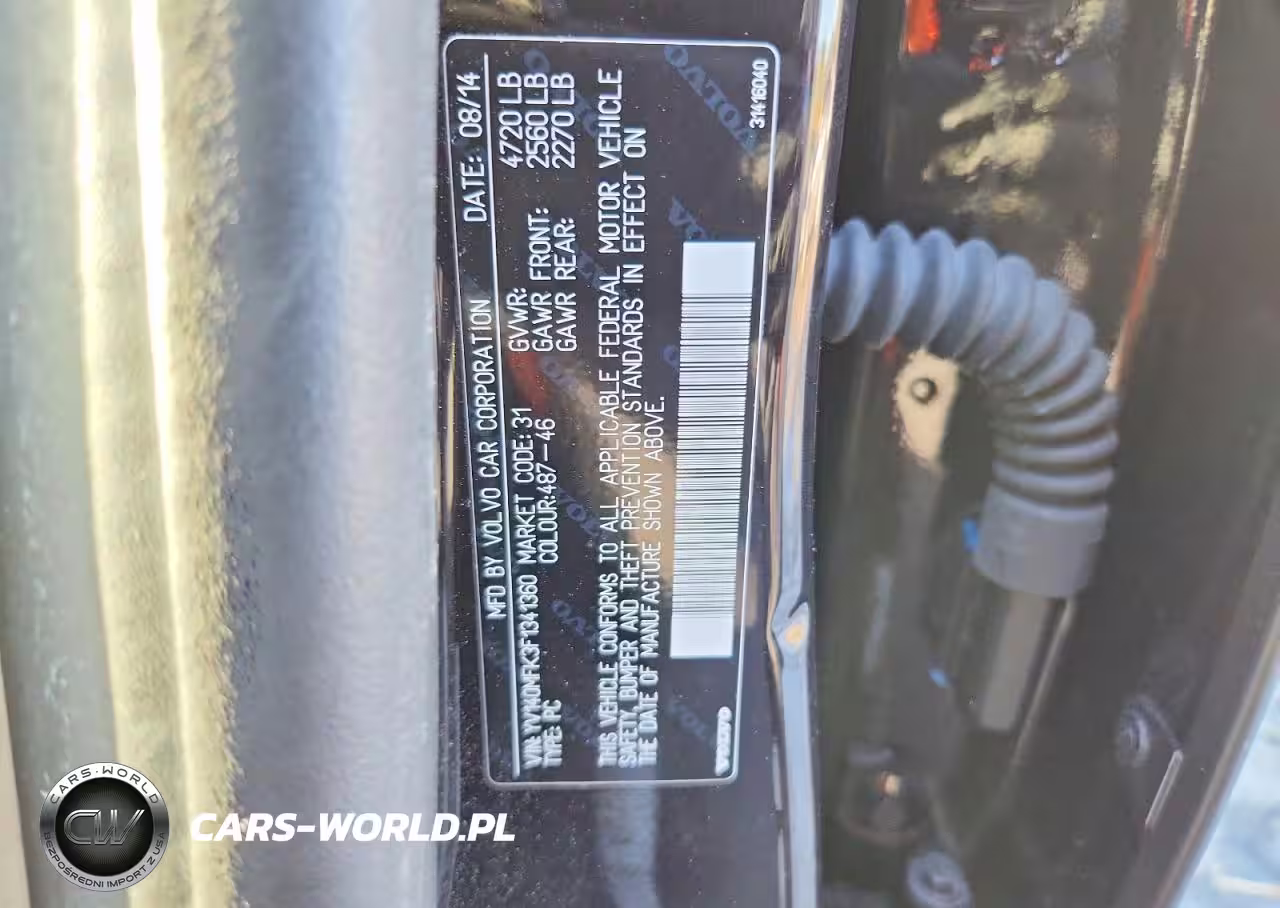 MFD BY VOLVO CAR CORPORATION DATE: 08/14
VIN: YV140MFK3F1341360 MARKET CODE: 31 GVWR: 4720 LB
TYPE: PC COLOUR:487-46 GAWR FRONT: 2560 LB
GAWR REAR: 2270 LB
THIS VEHICLE CONFORMS TO ALL APPLICABLE FEDERAL MOTOR VEHICLE
SAFETY, BUMPER AND THEFT PREVENTION STANDARDS IN EFFECT ON
THE DATE OF MANUFACTURE SHOWN ABOVE.
VOLVO 31416040
CARS-WORLD
CW
BEZPOŚREDNI IMPORT Z USA
CARS-WORLD.PL